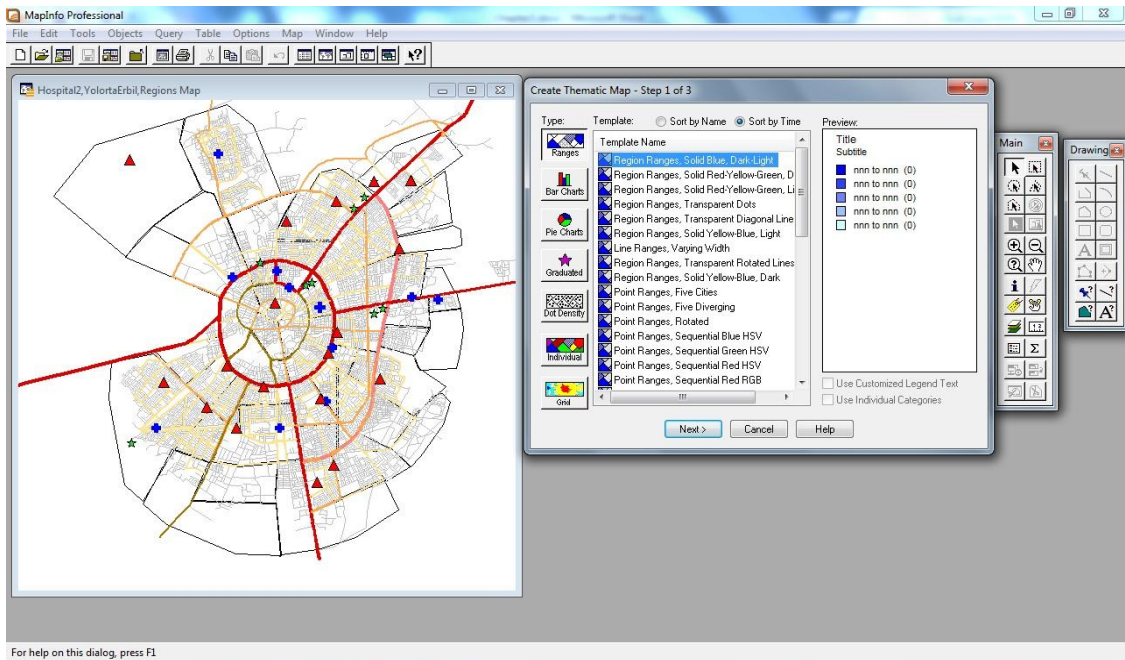 MapInfo Professional
File Edit Tools Objects Query Table Options Map Window Help
Hospital2,YolortaErbil,Regions Map
Create Thematic Map - Step 1 of 3
Type:
Ranges
Bar Charts
Pie Charts
Graduated
Dot Density
Individual
Grid
Template: Sort by Name Sort by Time
Template Name
Region Ranges, Solid Blue, Dark-Light
Region Ranges, Solid Red-Yellow-Green, D
Region Ranges, Solid Red-Yellow-Green, Li
Region Ranges, Transparent Dots
Region Ranges, Transparent Diagonal Line
Region Ranges, Solid Yellow-Blue, Light
Line Ranges, Varying Width
Region Ranges, Transparent Rotated Lines
Region Ranges, Solid Yellow-Blue, Dark
Point Ranges, Five Cities
Point Ranges, Five Diverging
Point Ranges, Rotated
Point Ranges, Sequential Blue HSV
Point Ranges, Sequential Green HSV
Point Ranges, Sequential Red HSV
Point Ranges, Sequential Red RGB
Preview:
Title
Subtitle
nnn to nnn (0)
nnn to nnn (0)
nnn to nnn (0)
nnn to nnn (0)
nnn to nnn (0)
Use Customized Legend Text
Use Individual Categories
Next > Cancel Help
Main
Drawing
For help on this dialog, press F1